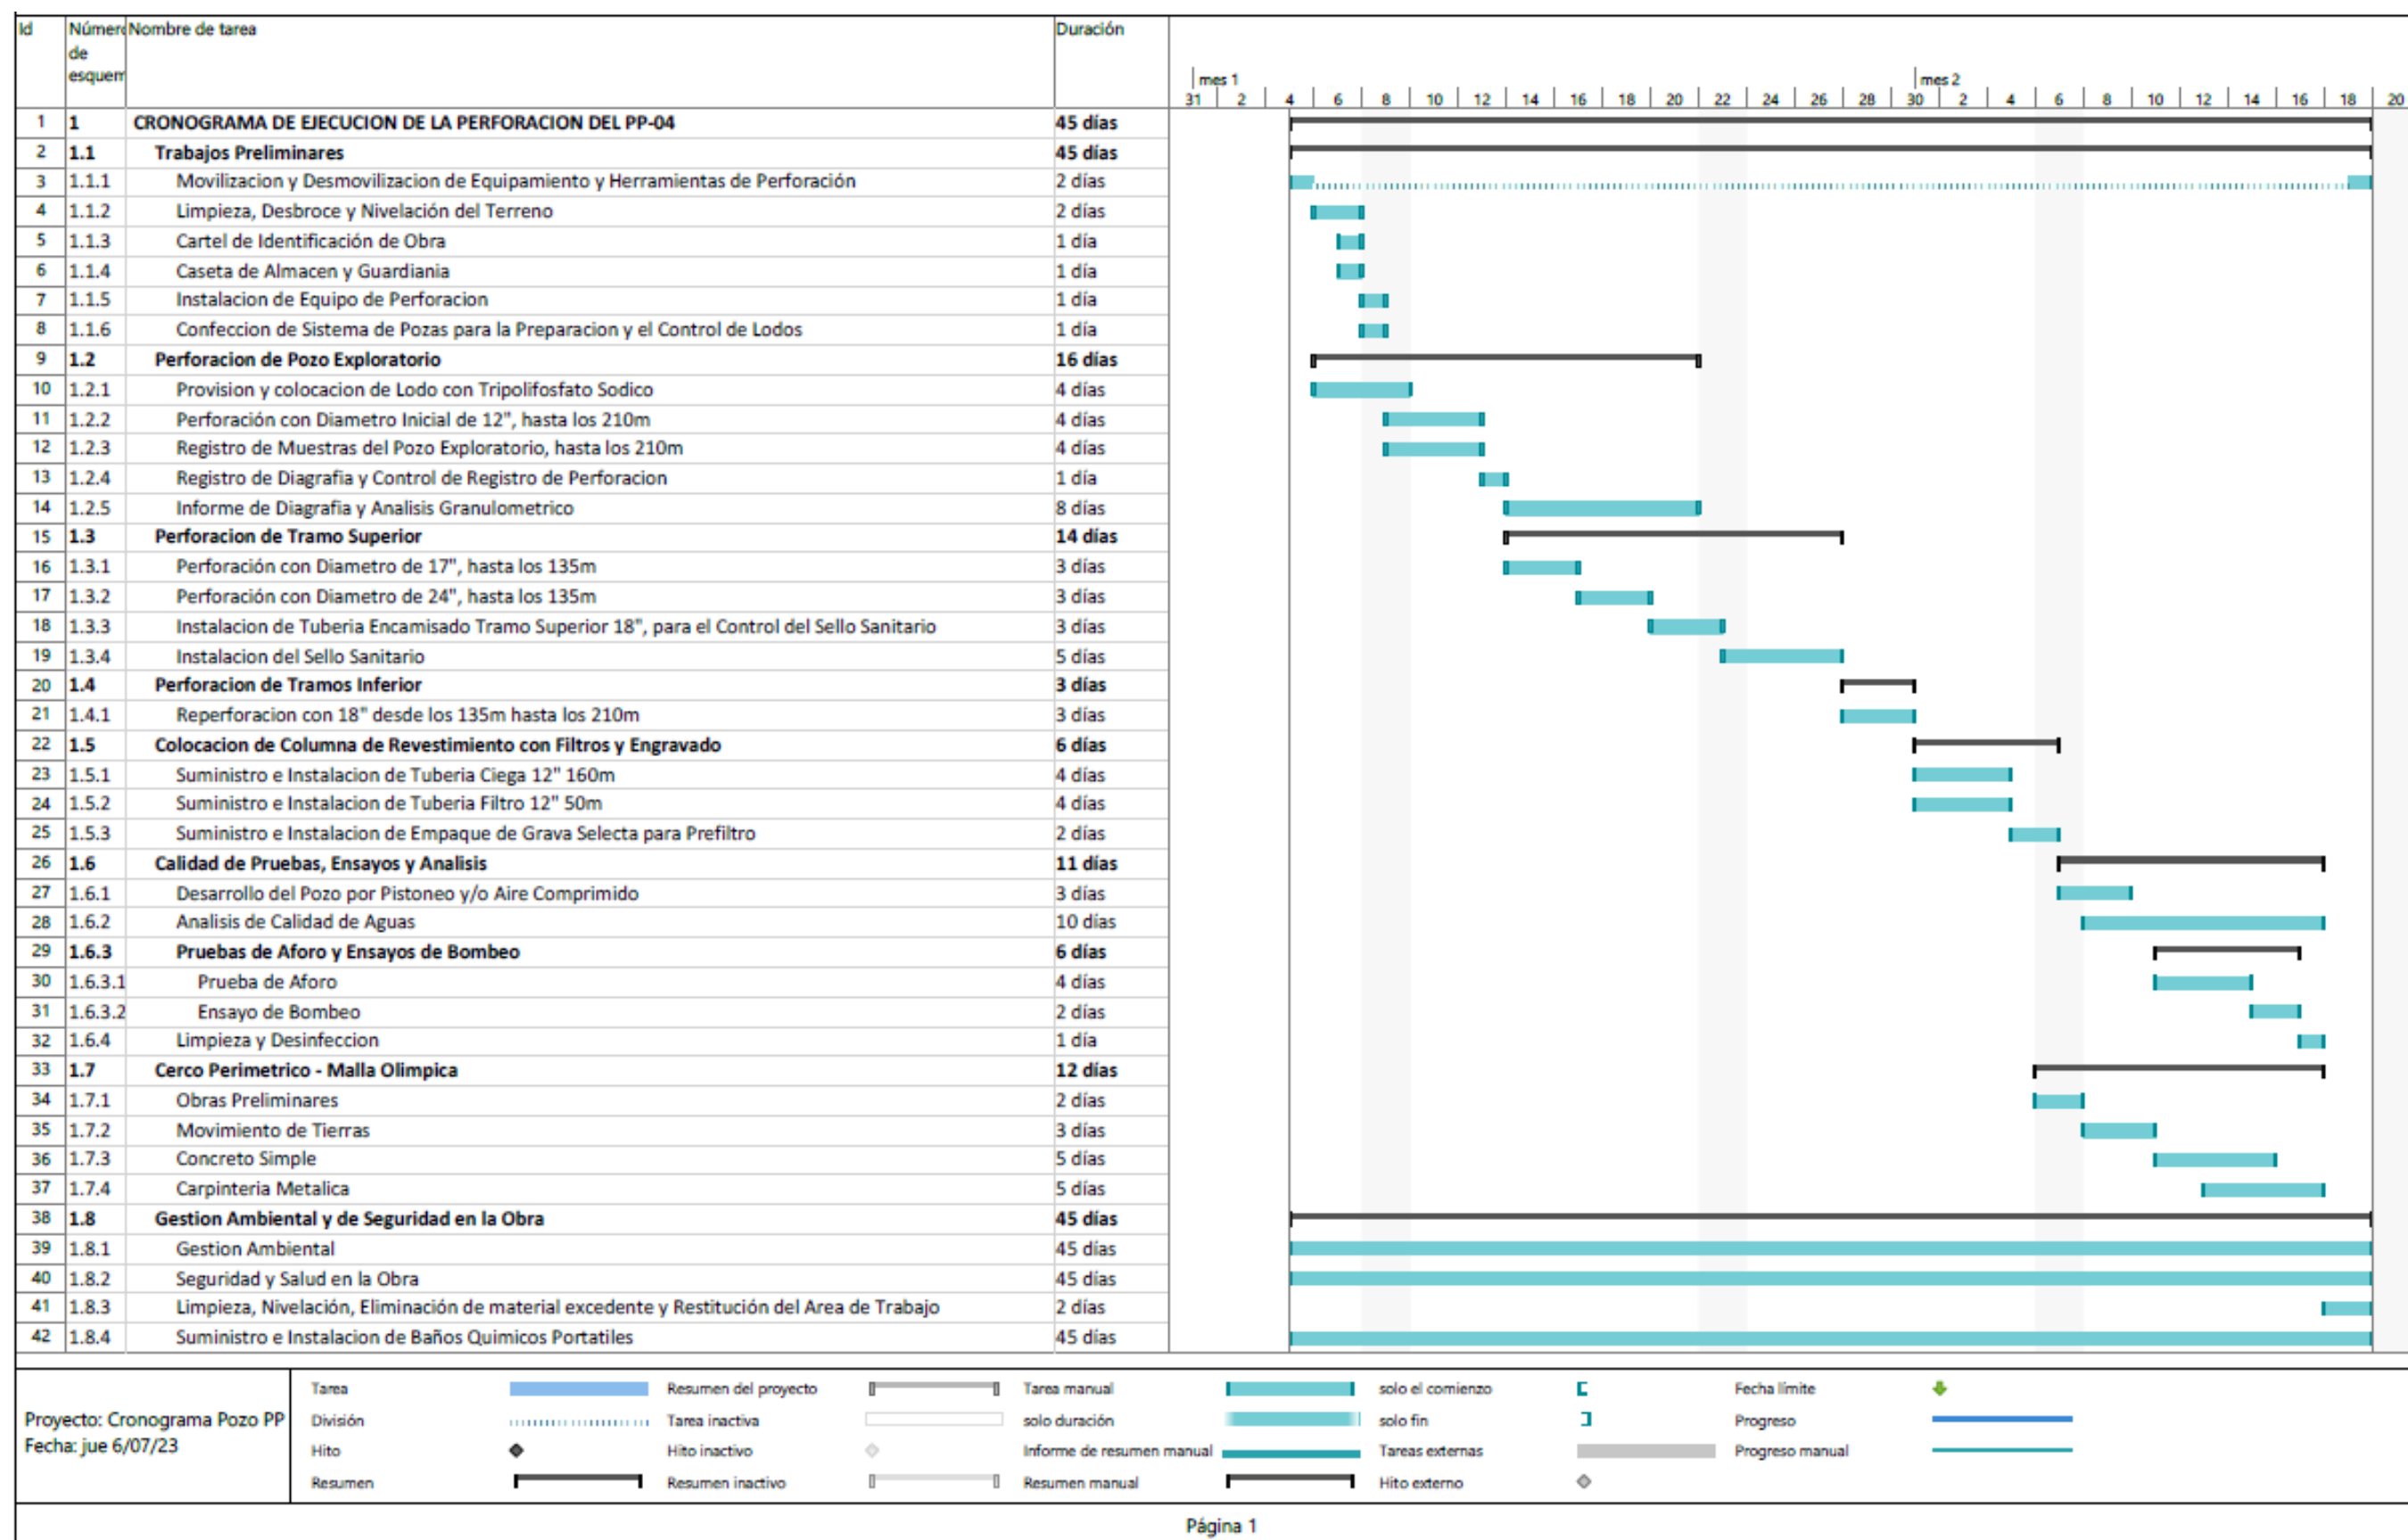 Id Númer Nombre de tarea Duración
de
esquem
mes 1 mes 2
31 2 4 6 8 10 12 14 16 18 20 22 24 26 28 30 2 4 6 8 10 12 14 16 18 20
1 1 CRONOGRAMA DE EJECUCION DE LA PERFORACION DEL PP-04 45 días
2 1.1 Trabajos Preliminares 45 días
3 1.1.1 Movilizacion y Desmovilizacion de Equipamiento y Herramientas de Perforación 2 días
4 1.1.2 Limpieza, Desbroce y Nivelación del Terreno 2 días
5 1.1.3 Cartel de Identificación de Obra 1 día
6 1.1.4 Caseta de Almacen y Guardiania 1 día
7 1.1.5 Instalacion de Equipo de Perforacion 1 día
8 1.1.6 Confeccion de Sistema de Pozas para la Preparacion y el Control de Lodos 1 día
9 1.2 Perforacion de Pozo Exploratorio 16 días
10 1.2.1 Provision y colocacion de Lodo con Tripolifosfato Sodico 4 días
11 1.2.2 Perforación con Diametro Inicial de 12", hasta los 210m 4 días
12 1.2.3 Registro de Muestras del Pozo Exploratorio, hasta los 210m 4 días
13 1.2.4 Registro de Diagrafia y Control de Registro de Perforacion 1 día
14 1.2.5 Informe de Diagrafia y Analisis Granulometrico 8 días
15 1.3 Perforacion de Tramo Superior 14 días
16 1.3.1 Perforación con Diametro de 17", hasta los 135m 3 días
17 1.3.2 Perforación con Diametro de 24", hasta los 135m 3 días
18 1.3.3 Instalacion de Tuberia Encamisado Tramo Superior 18", para el Control del Sello Sanitario 3 días
19 1.3.4 Instalacion del Sello Sanitario 5 días
20 1.4 Perforacion de Tramos Inferior 3 días
21 1.4.1 Reperforacion con 18" desde los 135m hasta los 210m 3 días
22 1.5 Colocacion de Columna de Revestimiento con Filtros y Engravado 6 días
23 1.5.1 Suministro e Instalacion de Tuberia Ciega 12" 160m 4 días
24 1.5.2 Suministro e Instalacion de Tuberia Filtro 12" 50m 4 días
25 1.5.3 Suministro e Instalacion de Empaque de Grava Selecta para Prefiltro 2 días
26 1.6 Calidad de Pruebas, Ensayos y Analisis 11 días
27 1.6.1 Desarrollo del Pozo por Pistoneo y/o Aire Comprimido 3 días
28 1.6.2 Analisis de Calidad de Aguas 10 días
29 1.6.3 Pruebas de Aforo y Ensayos de Bombeo 6 días
30 1.6.3.1 Prueba de Aforo 4 días
31 1.6.3.2 Ensayo de Bombeo 2 días
32 1.6.4 Limpieza y Desinfeccion 1 día
33 1.7 Cerco Perimetrico - Malla Olimpica 12 días
34 1.7.1 Obras Preliminares 2 días
35 1.7.2 Movimiento de Tierras 3 días
36 1.7.3 Concreto Simple 5 días
37 1.7.4 Carpinteria Metalica 5 días
38 1.8 Gestion Ambiental y de Seguridad en la Obra 45 días
39 1.8.1 Gestion Ambiental 45 días
40 1.8.2 Seguridad y Salud en la Obra 45 días
41 1.8.3 Limpieza, Nivelación, Eliminación de material excedente y Restitución del Area de Trabajo 2 días
42 1.8.4 Suministro e Instalacion de Baños Quimicos Portatiles 45 días
Proyecto: Cronograma Pozo PP
Fecha: jue 6/07/23
Tarea Resumen del proyecto Tarea manual solo el comienzo Fecha límite
División Tarea inactiva solo duración solo fin Progreso
Hito Hito inactivo Informe de resumen manual Tareas externas Progreso manual
Resumen Resumen inactivo Resumen manual Hito externo
Página 1